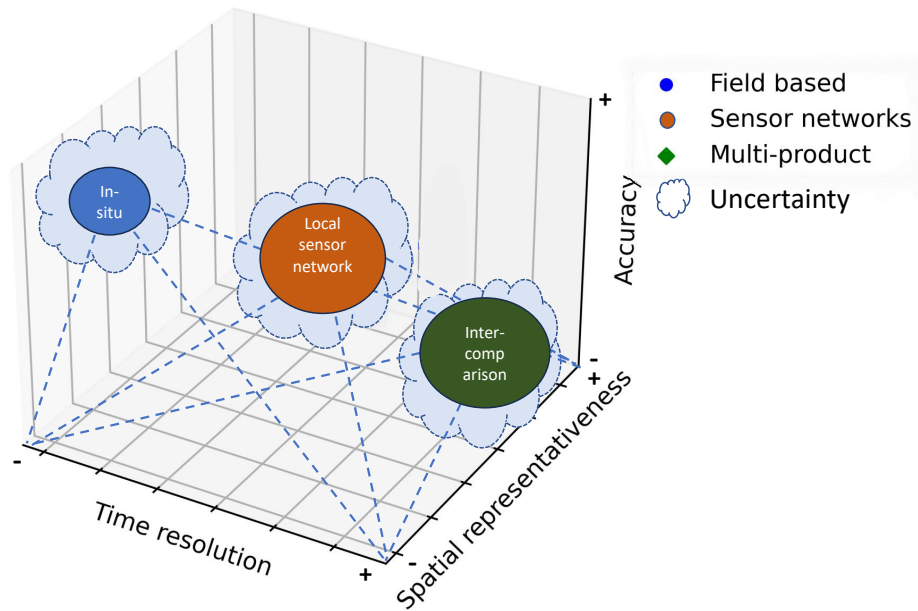 Field based
Sensor networks
Multi-product
Uncertainty
In-
situ
Local
sensor
network
Inter-
comp
arison
+
Accuracy
-
+
Spatial representativeness
-
-
Time resolution
+